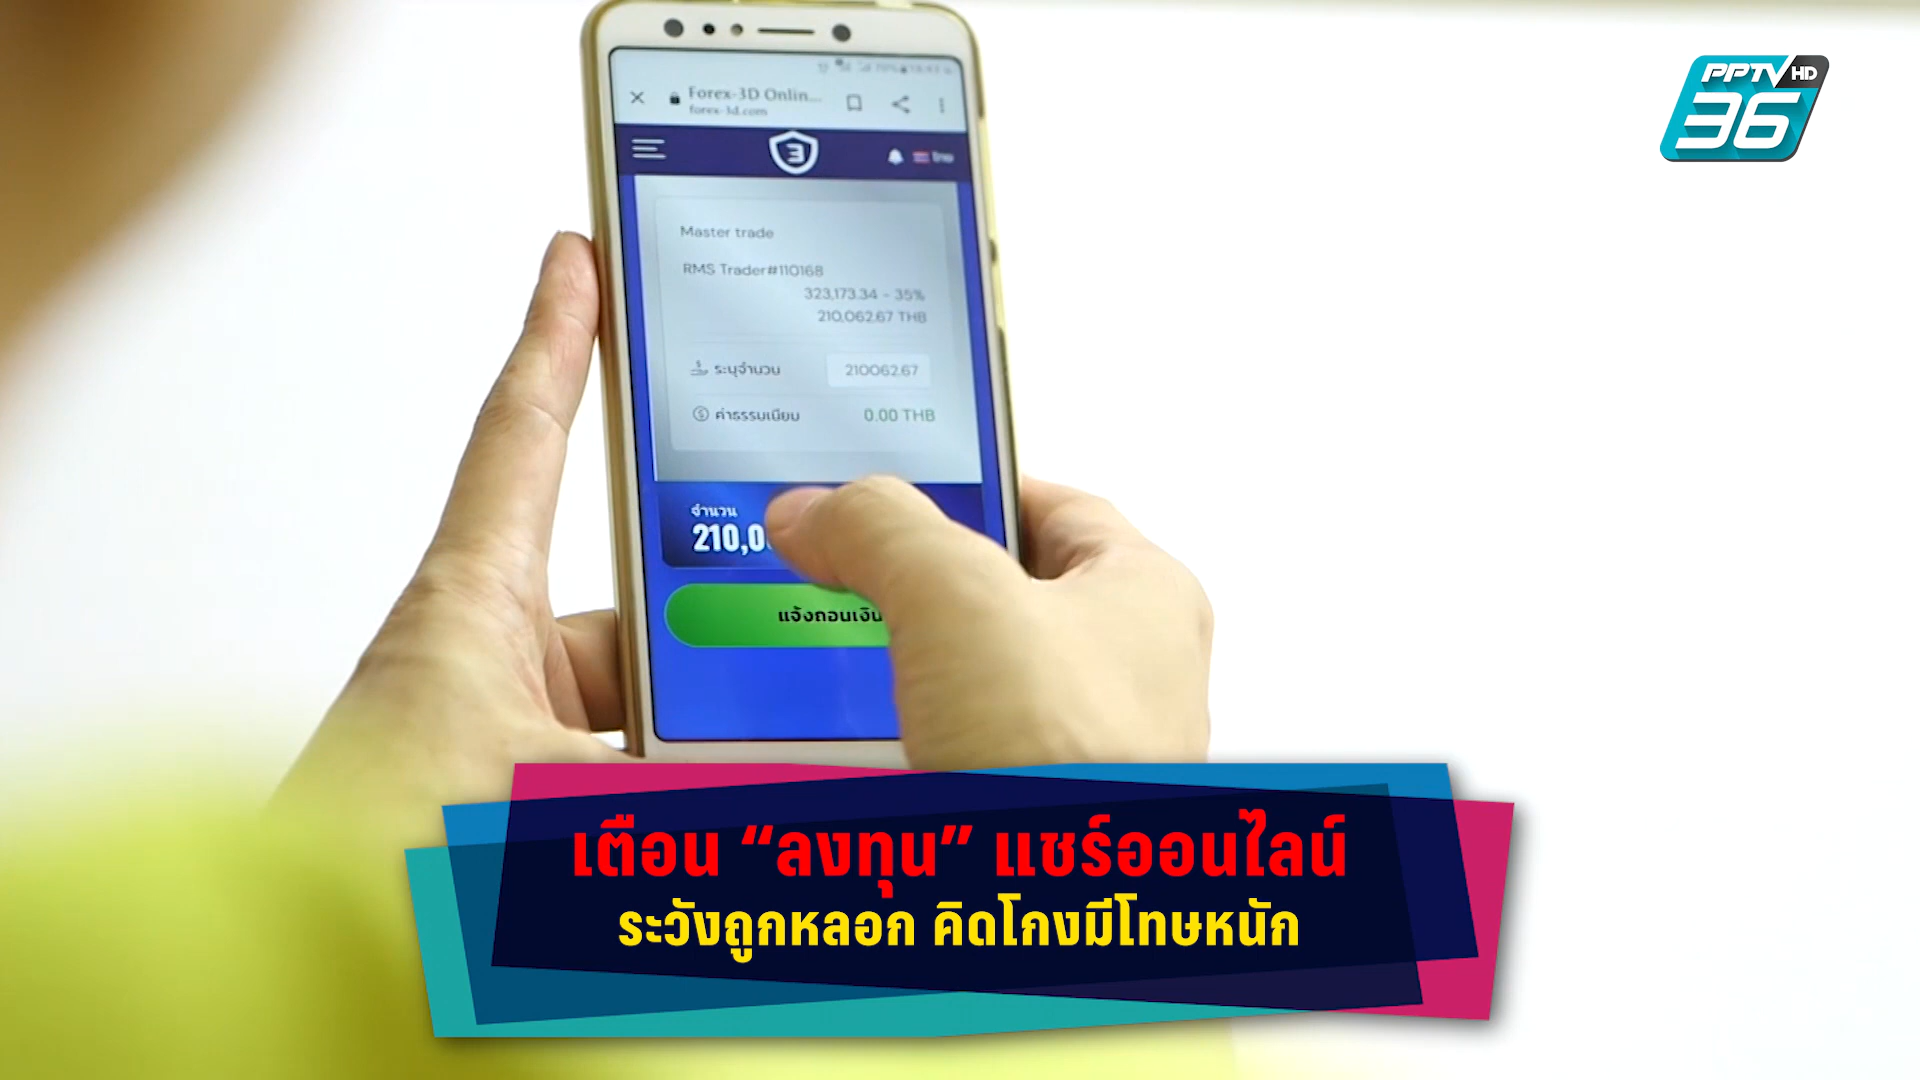 PPTV HD
36
Forex-3D Onlin...
forex-3d.com
3
ไทย
Master trade
RMS Trader#110168
323,173.34 - 35%
210,062.67 THB
ระบุจำนวน
210062.67
ค่าธรรมเนียม
0.00 THB
จำนวน
210,0
แจ้งถอนเงิน
เตือน “ลงทุน” แชร์ออนไลน์
ระวังถูกหลอก คิดโกงมีโทษหนัก